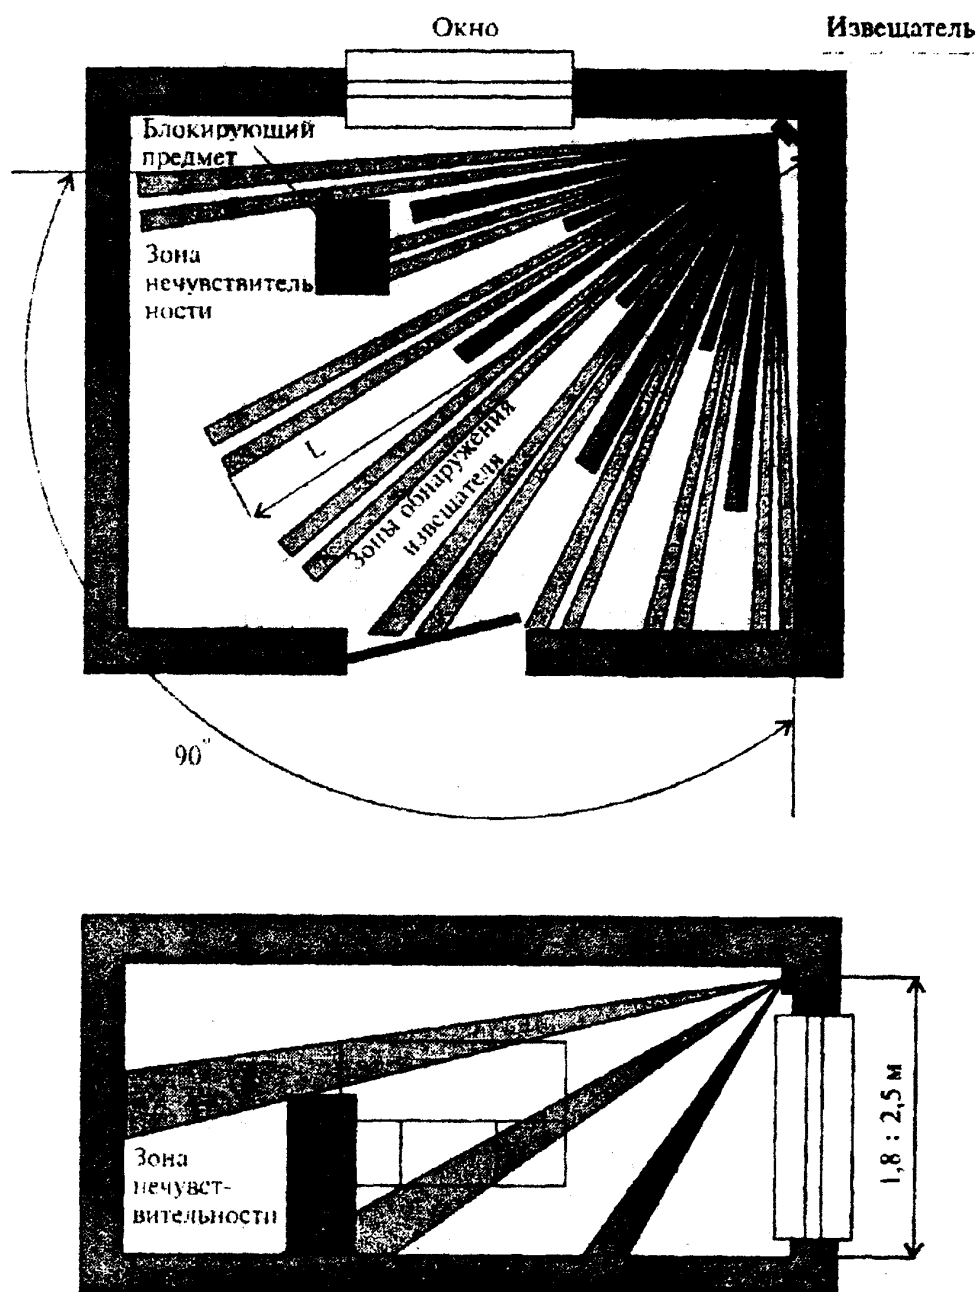 Окно
Извещатель
Блокирующий
предмет
Зона
нечувствитель
ности
L
Зоны обнаружения
извещателя
90°
Зона
нечувст-
вительности
1,8 : 2,5 м